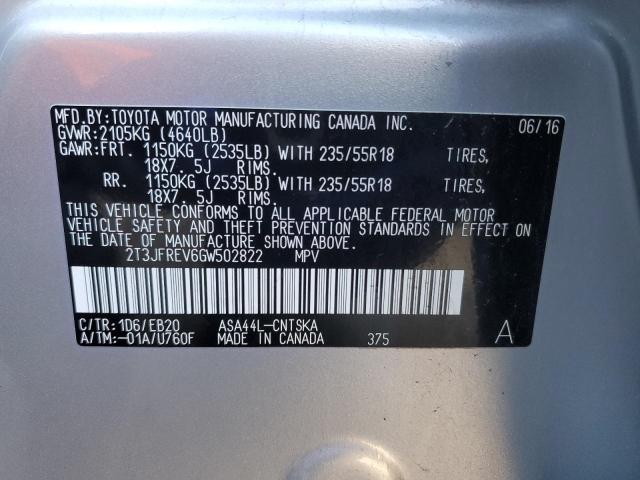 MFD.BY:TOYOTA MOTOR MANUFACTURING CANADA INC. 06/16
GVWR:2105KG (4640LB)
GAWR:FRT. 1150KG (2535LB) WITH 235/55R18 TIRES,
18X7. 5J RIMS.
RR. 1150KG (2535LB) WITH 235/55R18 TIRES,
18X7. 5J RIMS.
THIS VEHICLE CONFORMS TO ALL APPLICABLE FEDERAL MOTOR
VEHICLE SAFETY AND THEFT PREVENTION STANDARDS IN EFFECT ON
THE DATE OF MANUFACTURE SHOWN ABOVE.
2T3JFREV6GW502822 MPV
C/TR:1D6/EB20 ASA44L-CNTSKA
A/TM:-01A/U760F MADE IN CANADA 375 A